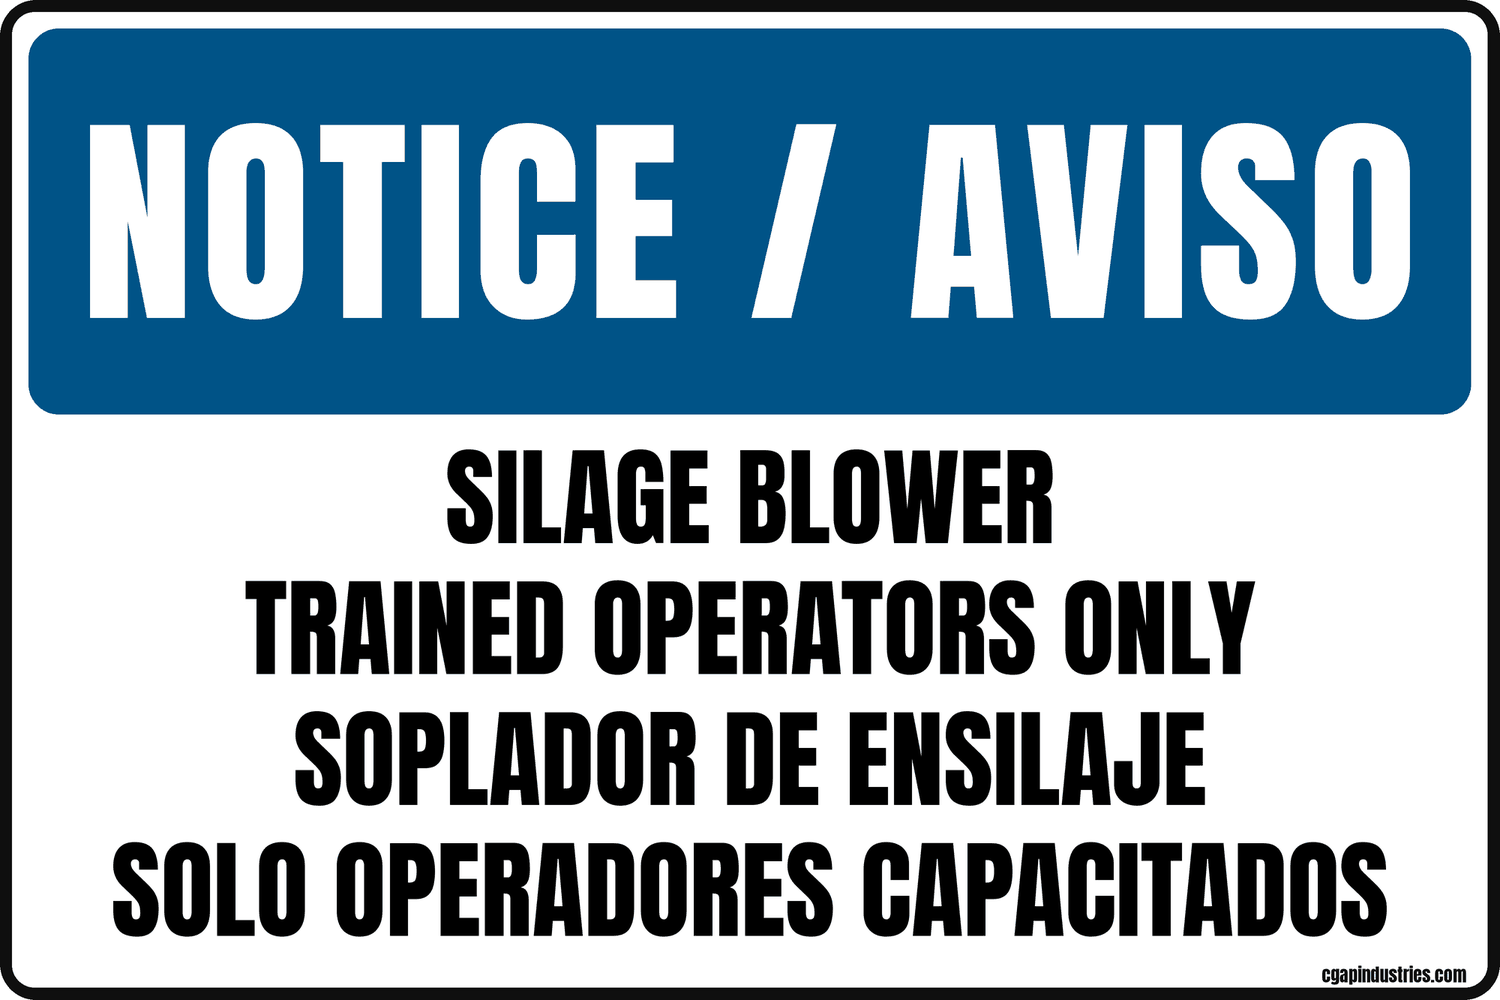 NOTICE / AVISO
SILAGE BLOWER
TRAINED OPERATORS ONLY
SOPLADOR DE ENSILAJE
SOLO OPERADORES CAPACITADOS
cgapindustries.com